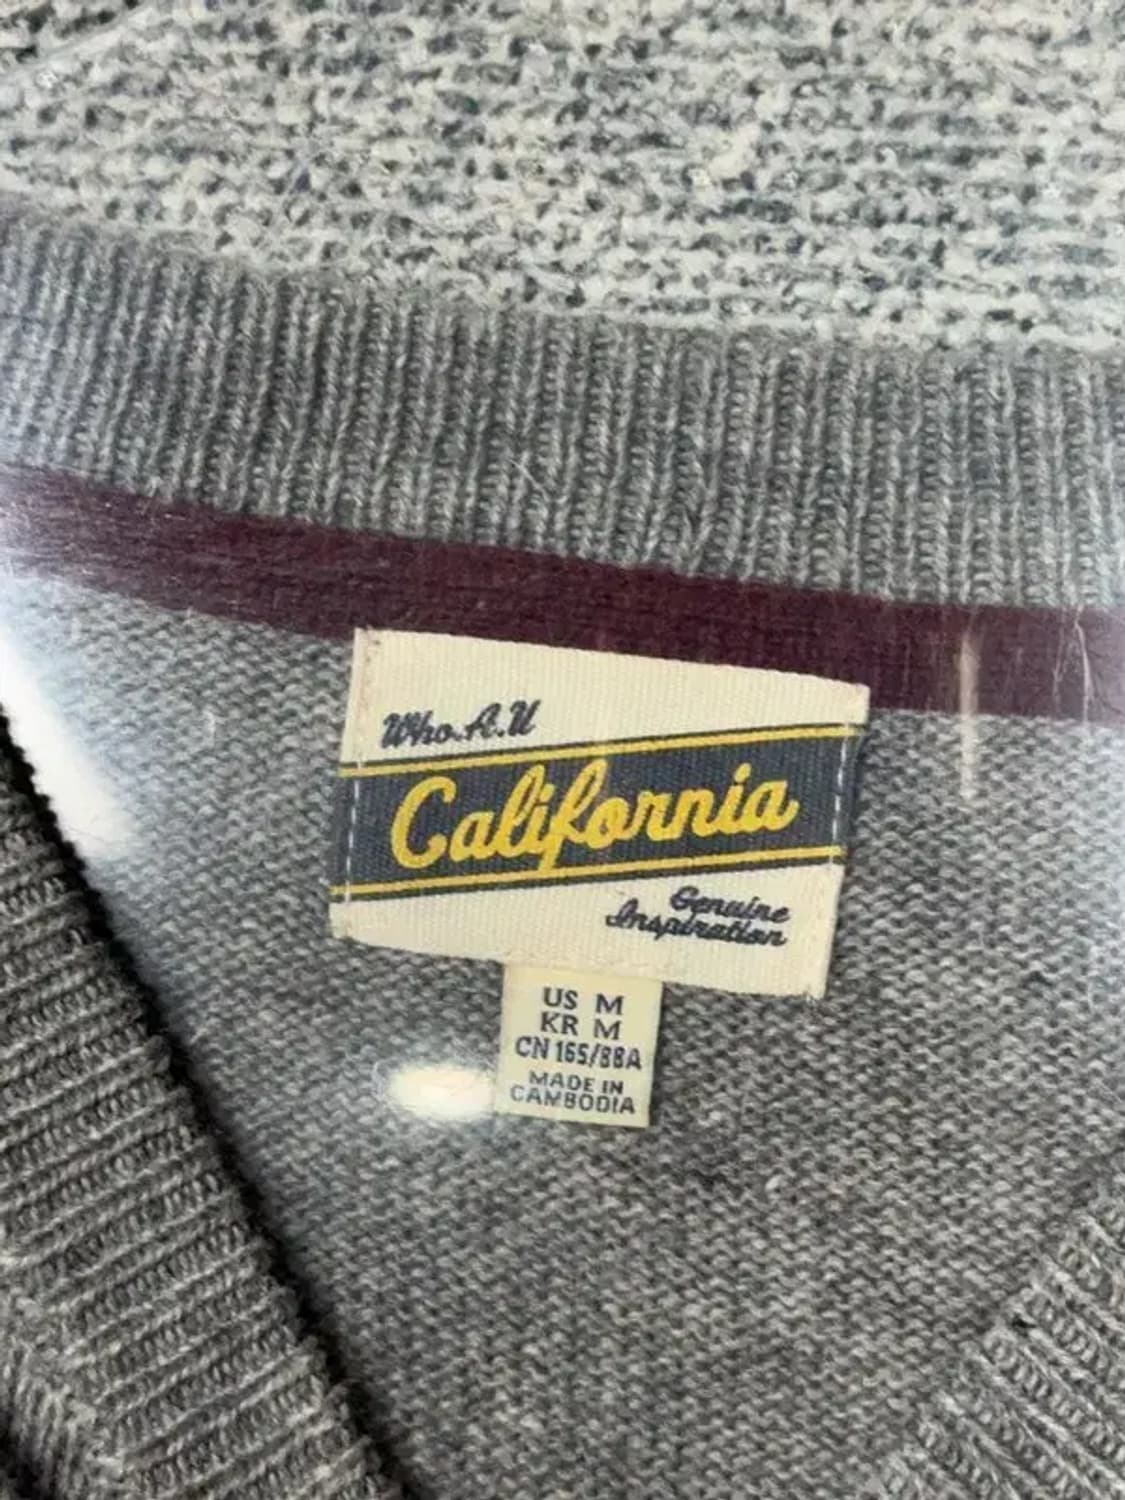 Who.A.U
California
Genuine
Inspiration
US M
KR M
CN 165/88A
MADE IN
CAMBODIA